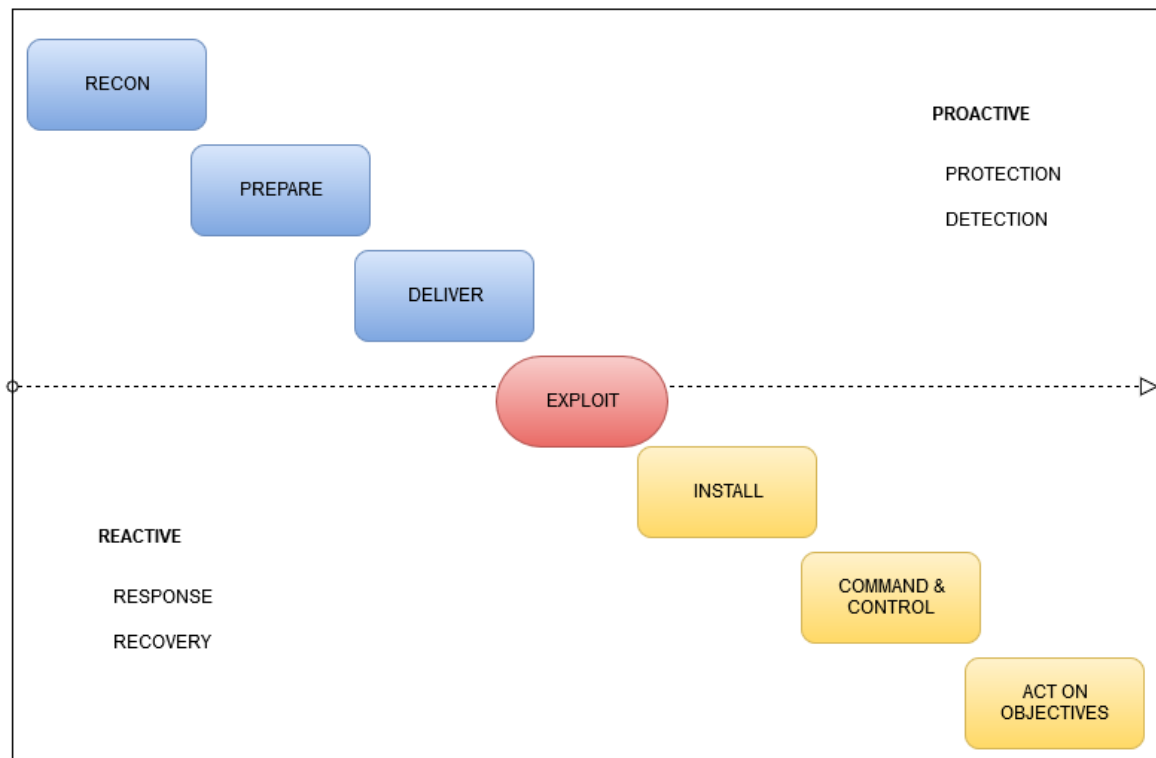 RECON
PROACTIVE
PREPARE
PROTECTION
DETECTION
DELIVER
EXPLOIT
INSTALL
REACTIVE
RESPONSE
RECOVERY
COMMAND &
CONTROL
ACT ON
OBJECTIVES